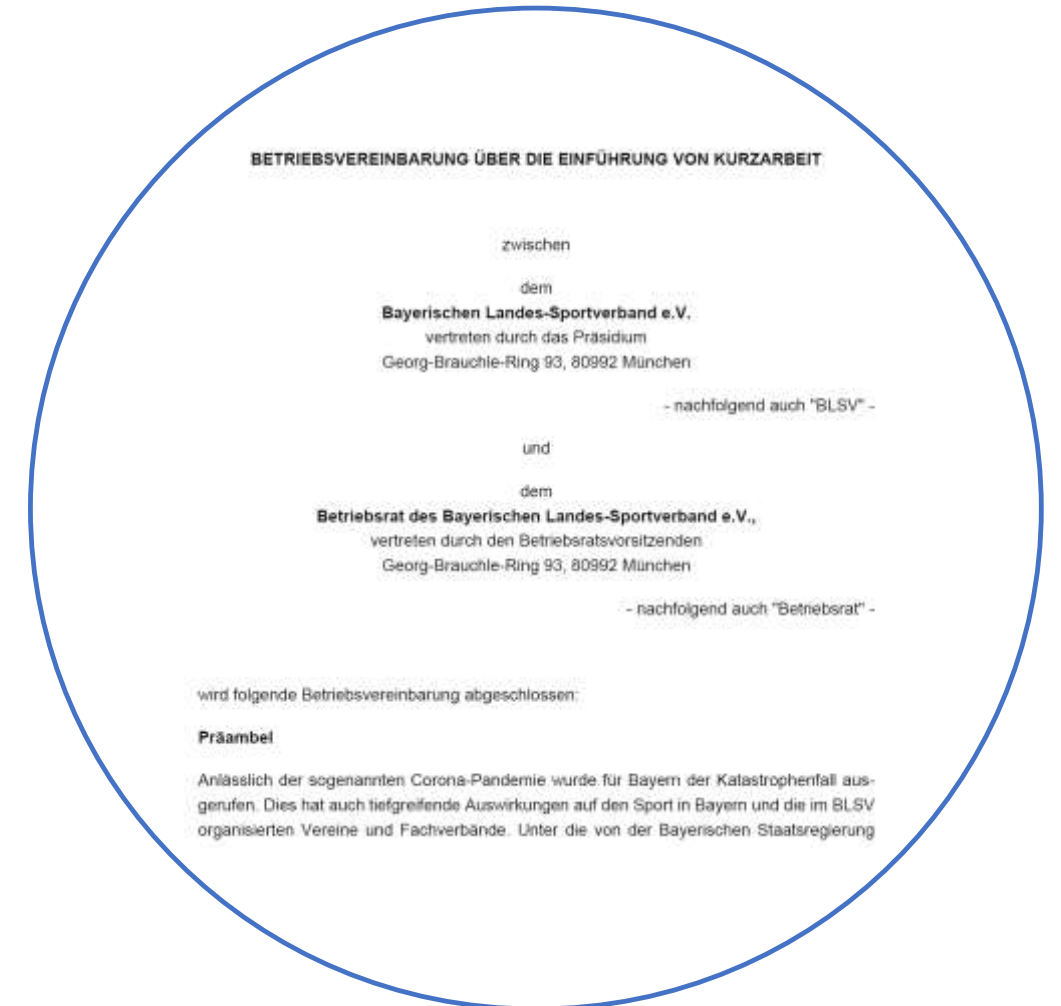 BETRIEBSVEREINBARUNG ÜBER DIE EINFÜHRUNG VON KURZARBEIT
zwischen
dem
Bayerischen Landes-Sportverband e.V.
vertreten durch das Präsidium
Georg-Brauchle-Ring 93, 80992 München
- nachfolgend auch "BLSV" -
und
dem
Betriebsrat des Bayerischen Landes-Sportverband e.V.,
vertreten durch den Betriebsratsvorsitzenden
Georg-Brauchle-Ring 93, 80992 München
- nachfolgend auch "Betriebsrat" -
wird folgende Betriebsvereinbarung abgeschlossen:
Präambel
Anlässlich der sogenannten Corona-Pandemie wurde für Bayern der Katastrophenfall aus-
gerufen. Dies hat auch tiefgreifende Auswirkungen auf den Sport in Bayern und die im BLSV
organisierten Vereine und Fachverbände. Unter die von der Bayerischen Staatsregierung